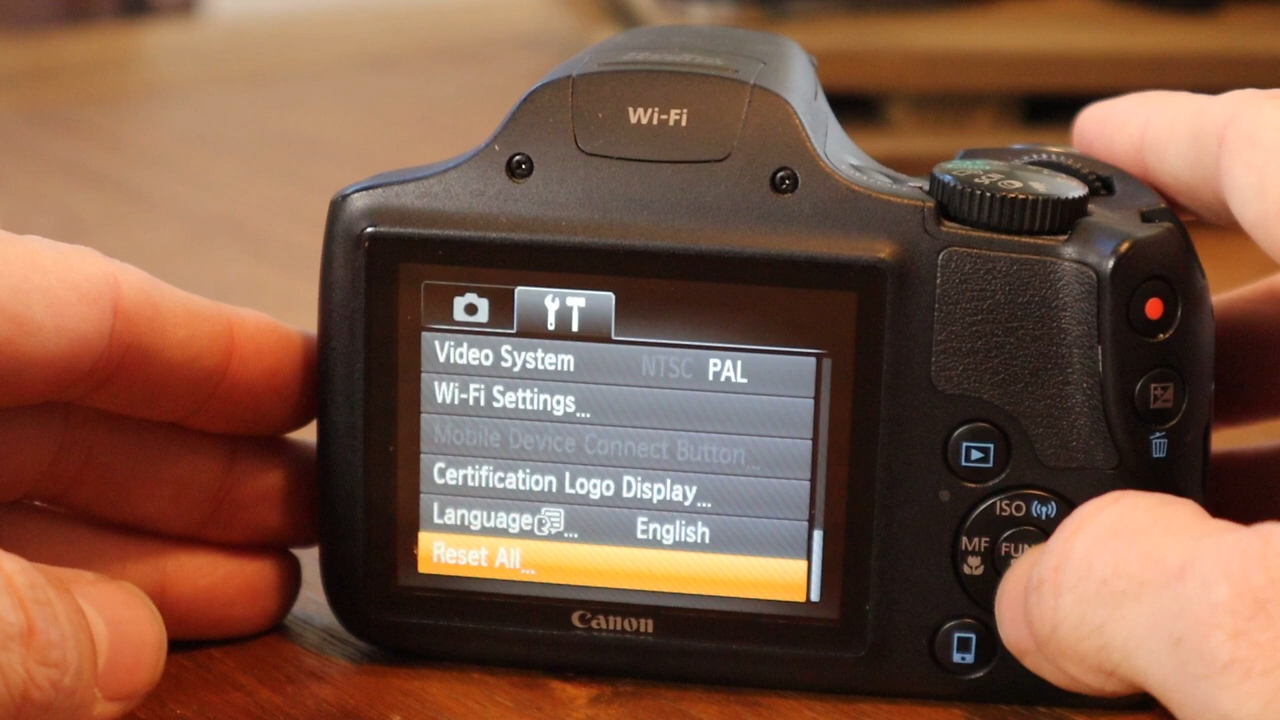 Wi-Fi
Video System NTSC PAL
Wi-Fi Settings...
Mobile Device Connect Button...
Certification Logo Display...
Language... English
Reset All...
Canon
ISO
MF